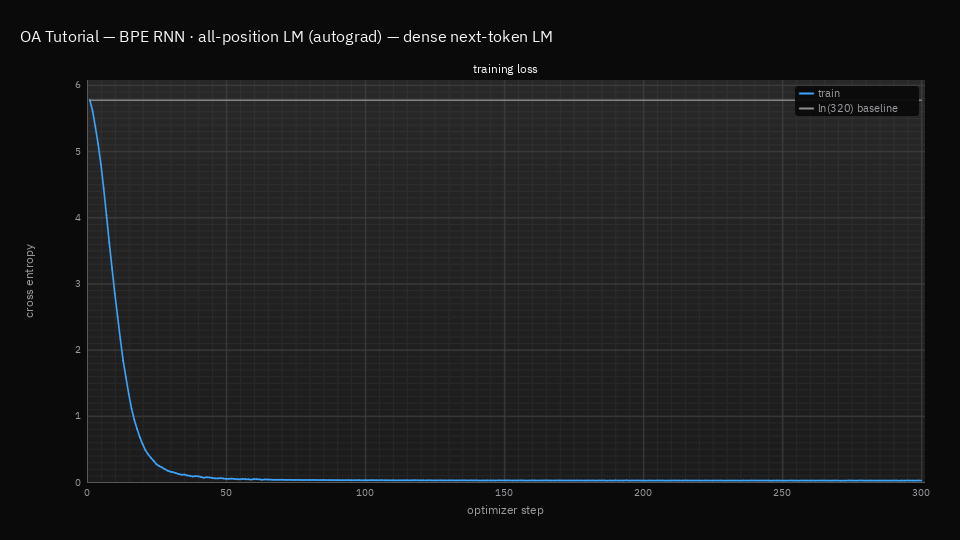 OA Tutorial — BPE RNN · all-position LM (autograd) — dense next-token LM
training loss
train
ln(320) baseline
6
5
4
3
2
1
0
cross entropy
0 50 100 150 200 250 300
optimizer step